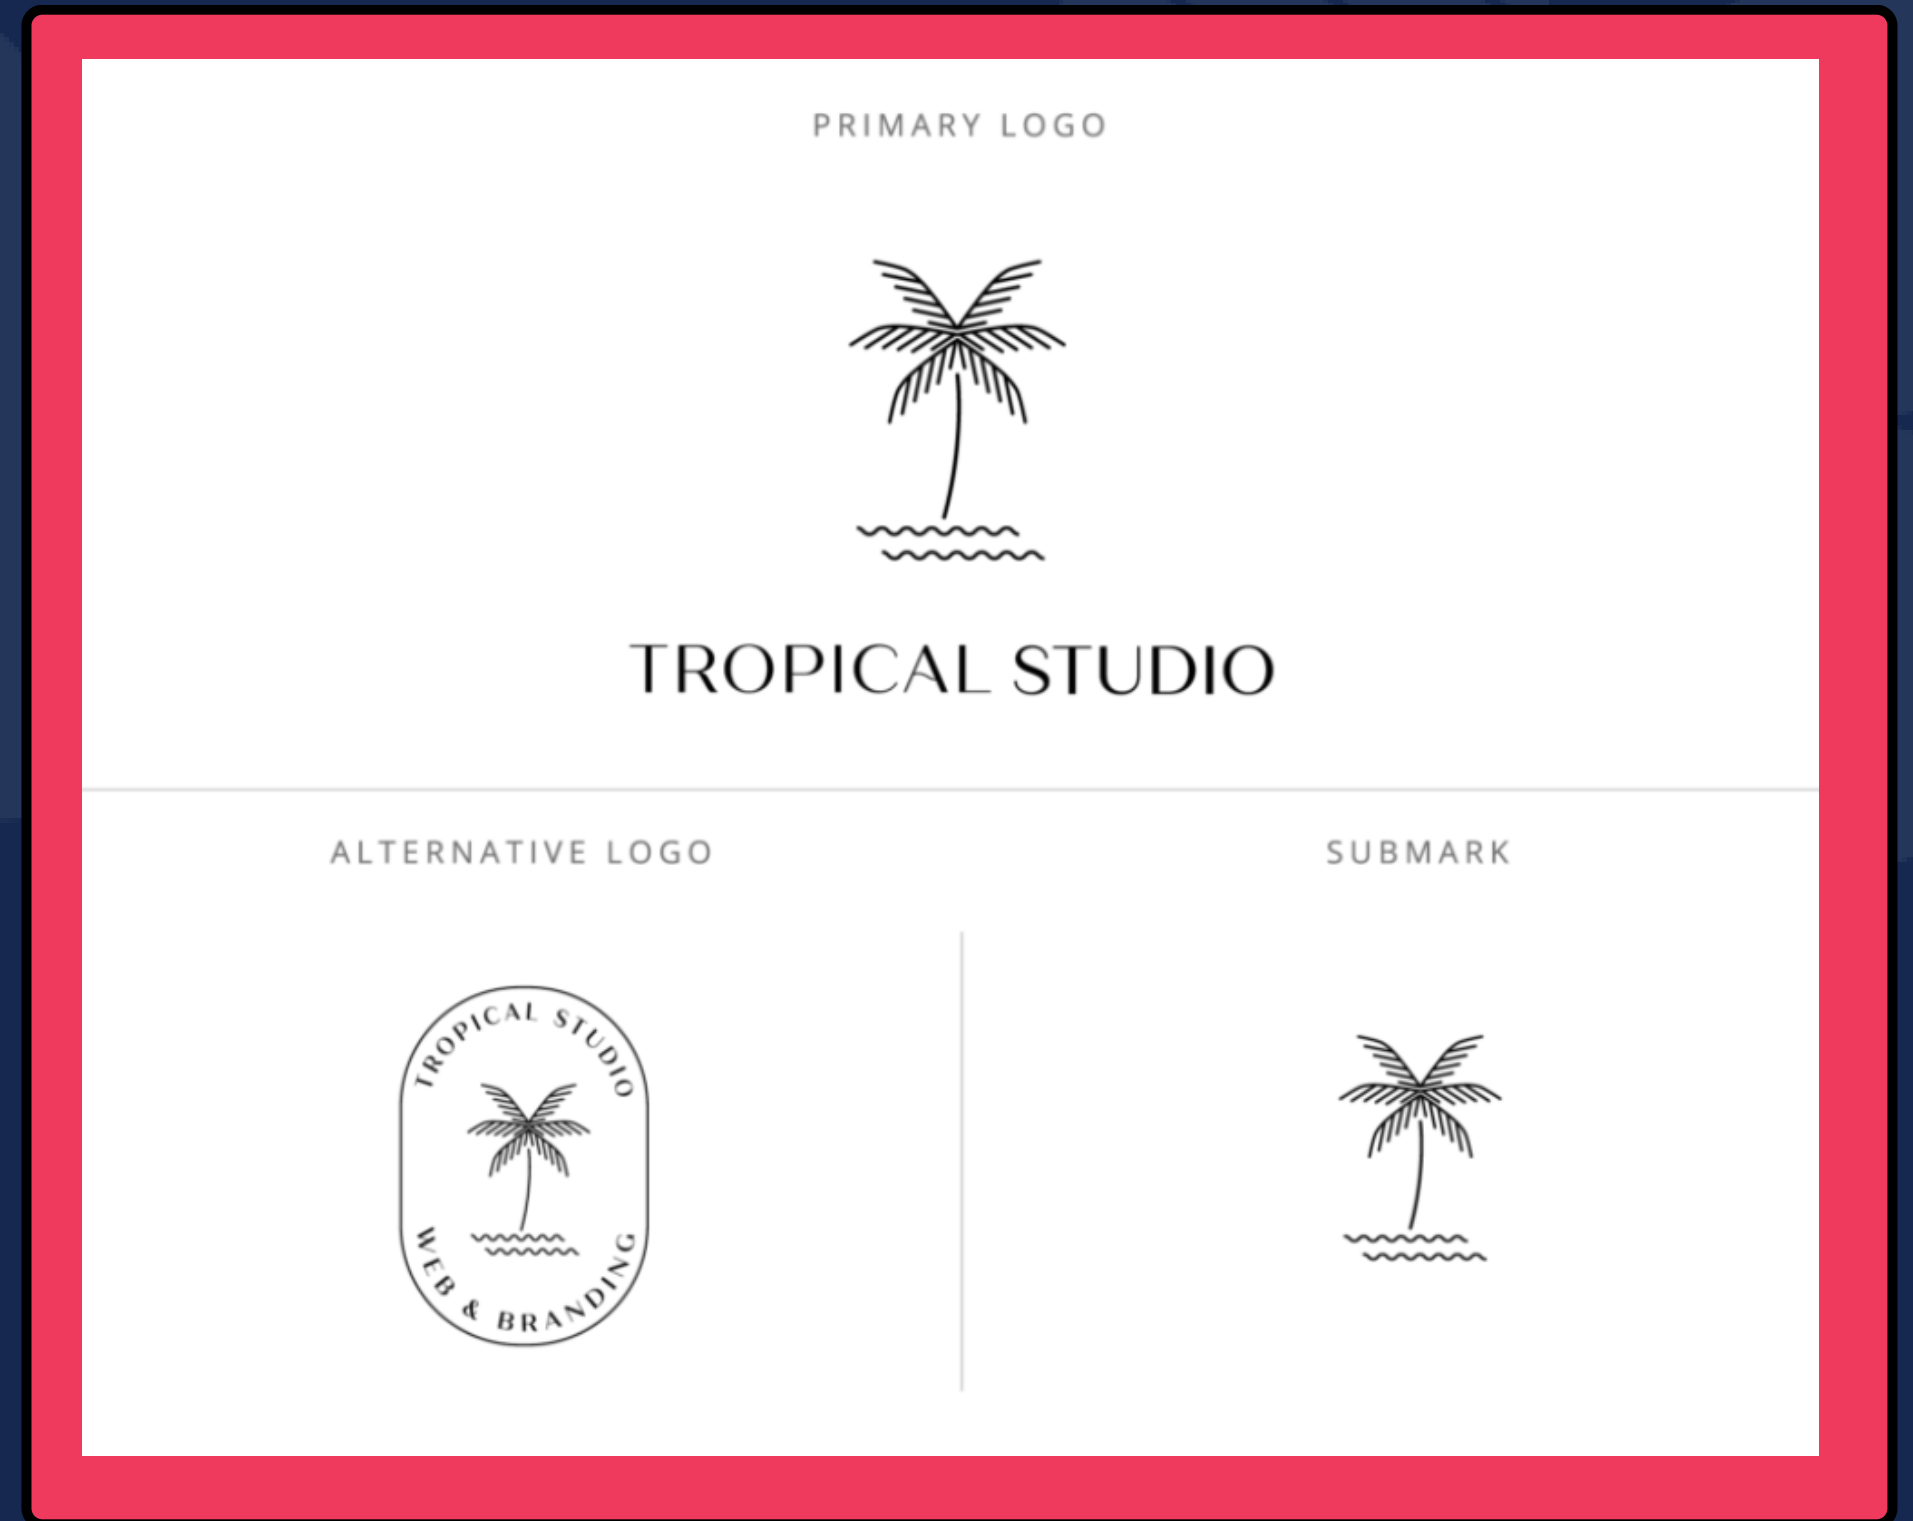 PRIMARY LOGO
TROPICAL STUDIO
ALTERNATIVE LOGO
TROPICAL STUDIO
WEB & BRANDING
SUBMARK